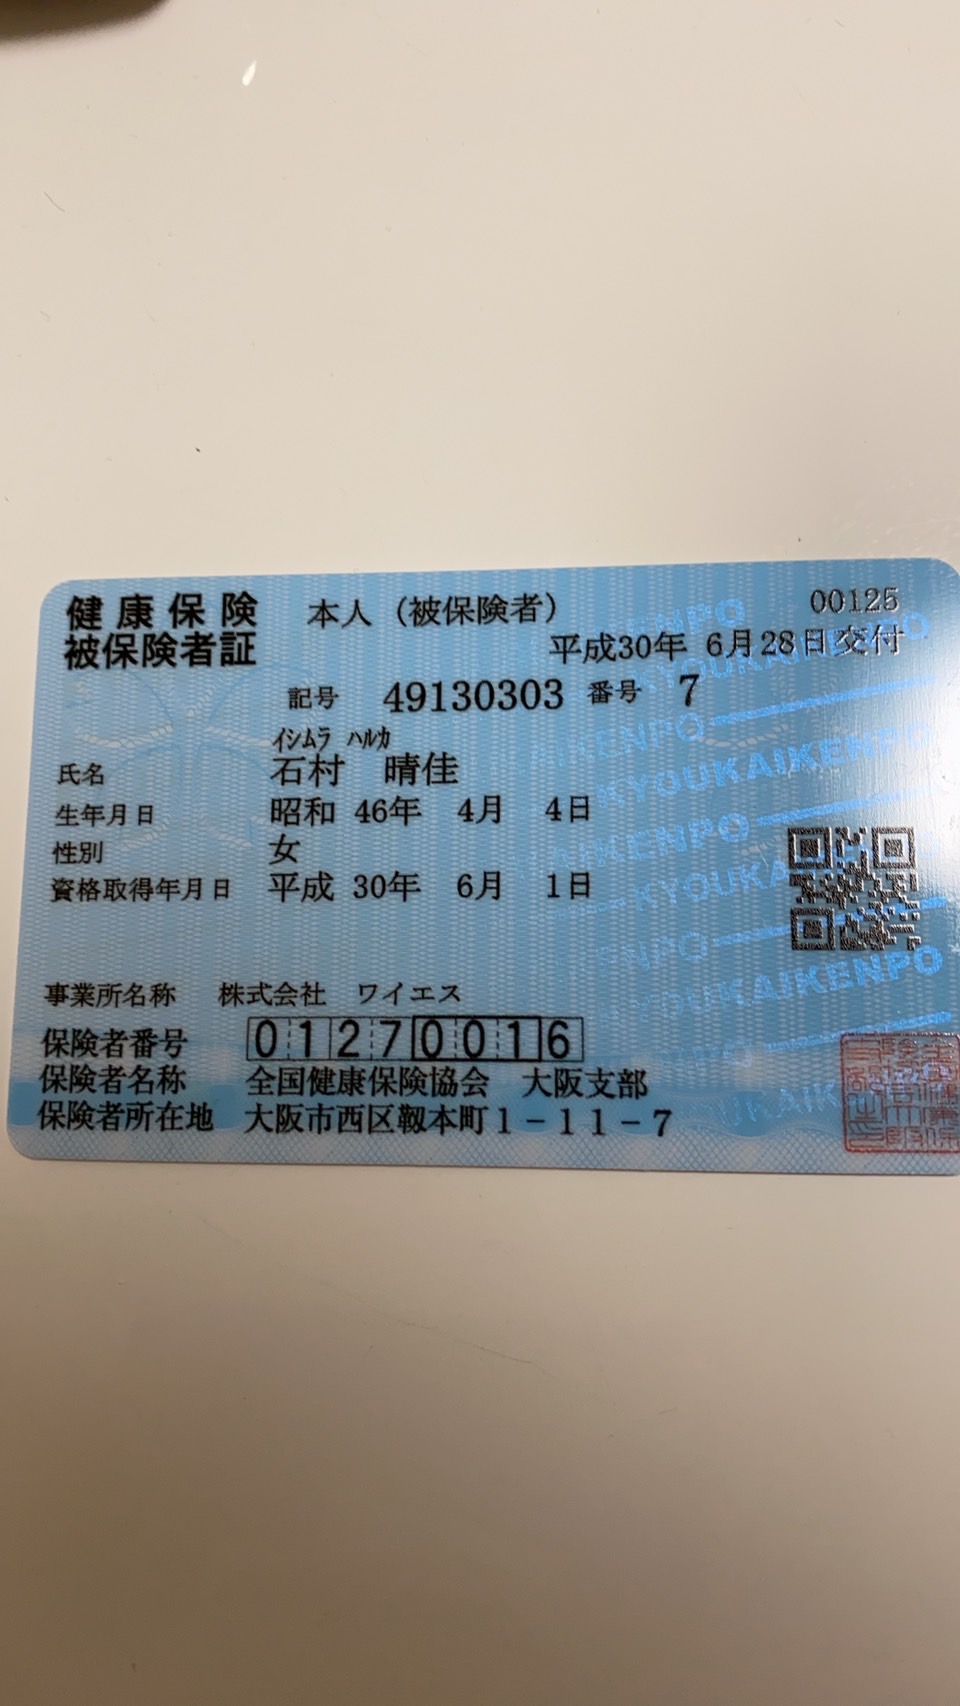 健康保険 本人（被保険者） 00125
被保険者証 平成30年 6月28日交付
記号 49130303 番号 7
ｲｼﾑﾗ ﾊﾙｶ
氏名 石村 晴佳
生年月日 昭和 46年 4月 4日
性別 女
資格取得年月日 平成 30年 6月 1日
事業所名称 株式会社 ワイエス
保険者番号 01270016
保険者名称 全国健康保険協会 大阪支部
保険者所在地 大阪市西区靱本町１－１１－７
KYOUKAIKENPO